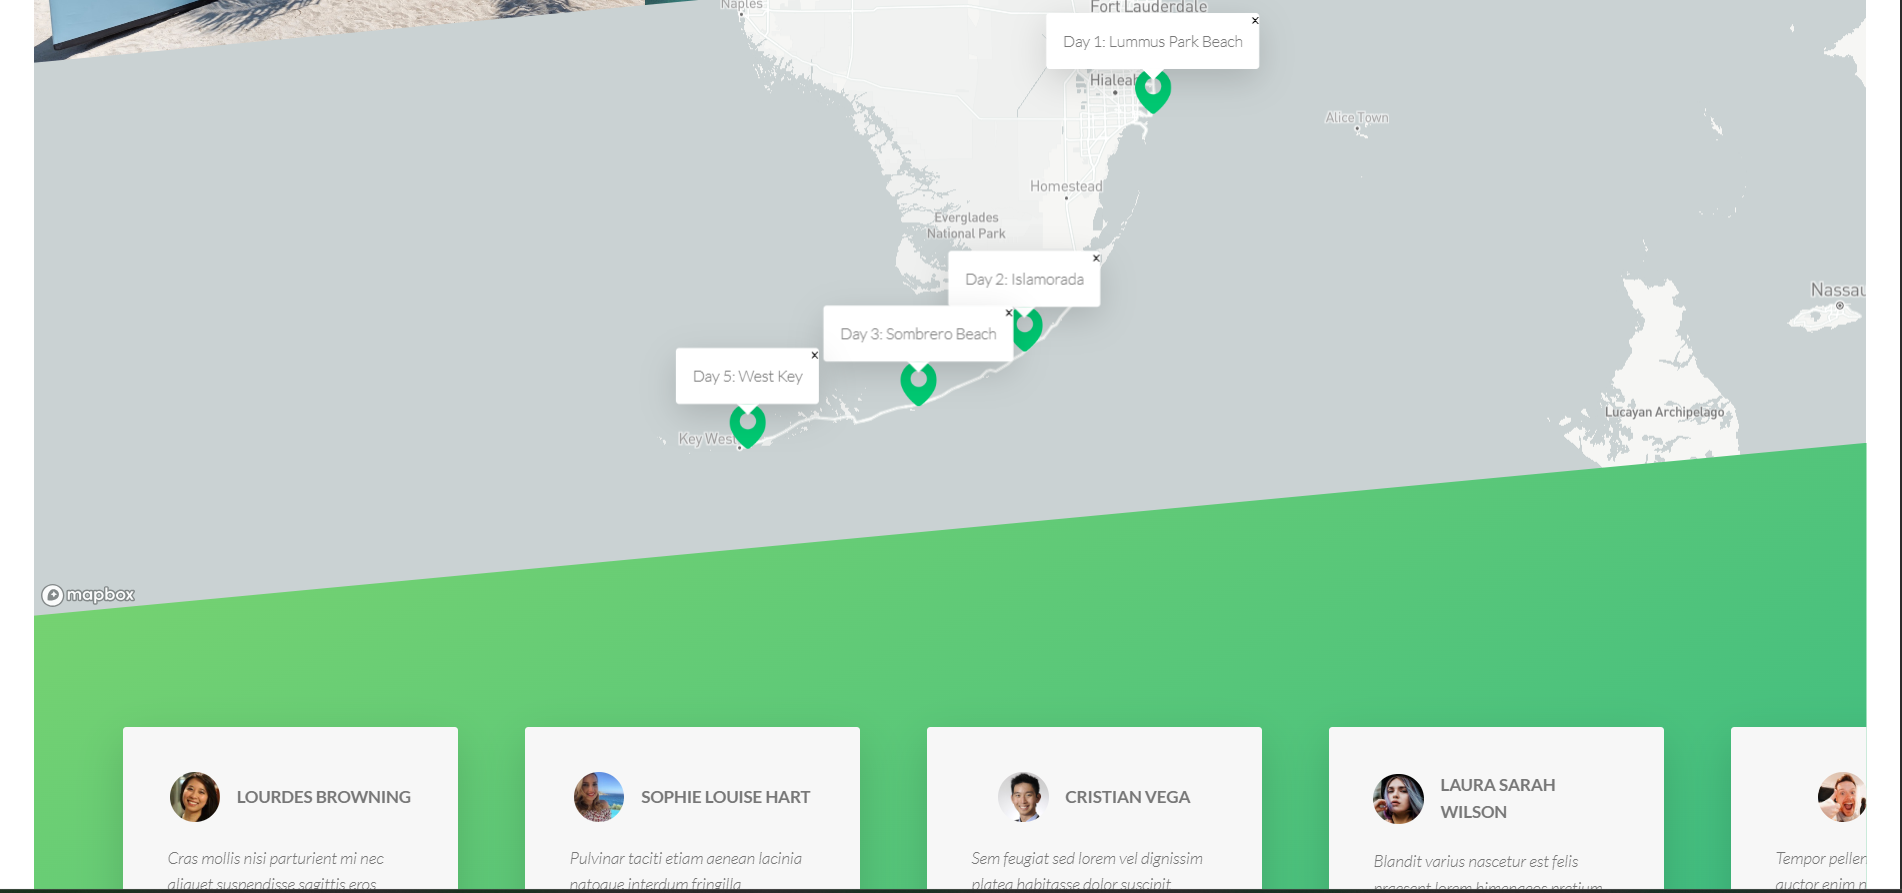 Naples
Fort Lauderdale
x
Day 1: Lummus Park Beach
Hialeah
Alice Town
Homestead
Everglades
National Park
x
Day 2: Islamorada
Nassau
x
Day 3: Sombrero Beach
x
Day 5: West Key
Lucayan Archipelago
Key West
mapbox
LOURDES BROWNING
Cras mollis nisi parturient mi nec
aliquet suspendisse sagittis eros
SOPHIE LOUISE HART
Pulvinar taciti etiam aenean lacinia
natoque interdum fringilla
CRISTIAN VEGA
Sem feugiat sed lorem vel dignissim
platea habitasse dolor suscipit
LAURA SARAH
WILSON
Blandit varius nascetur est felis
praesent lorem himenaeos pretium
Tempor
auctor enim